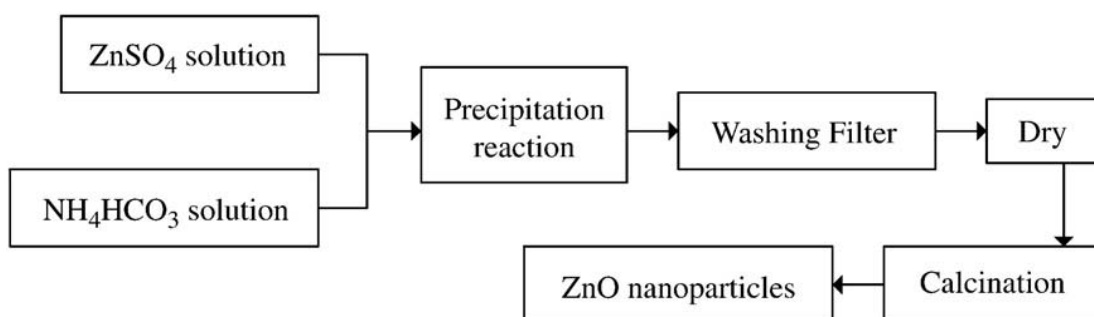 ZnSO₄ solution
NH₄HCO₃ solution
Precipitation
reaction
Washing Filter
Dry
Calcination
ZnO nanoparticles